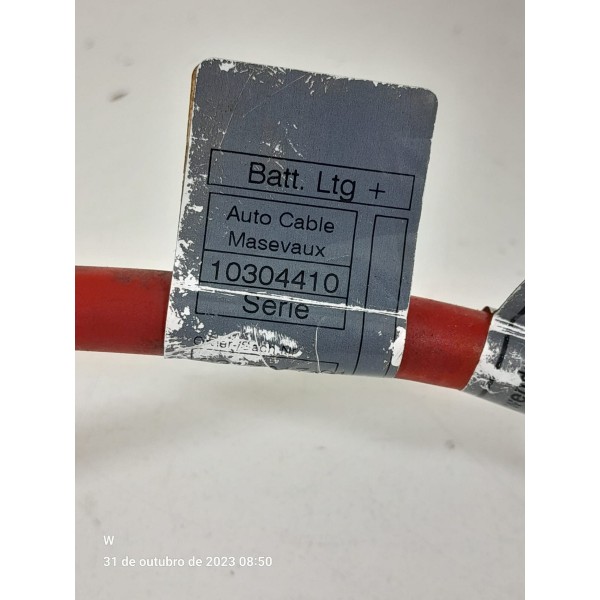 Batt. Ltg +
Auto Cable
Masevaux
10304410
Serie
W
31 de outubro de 2023 08:50